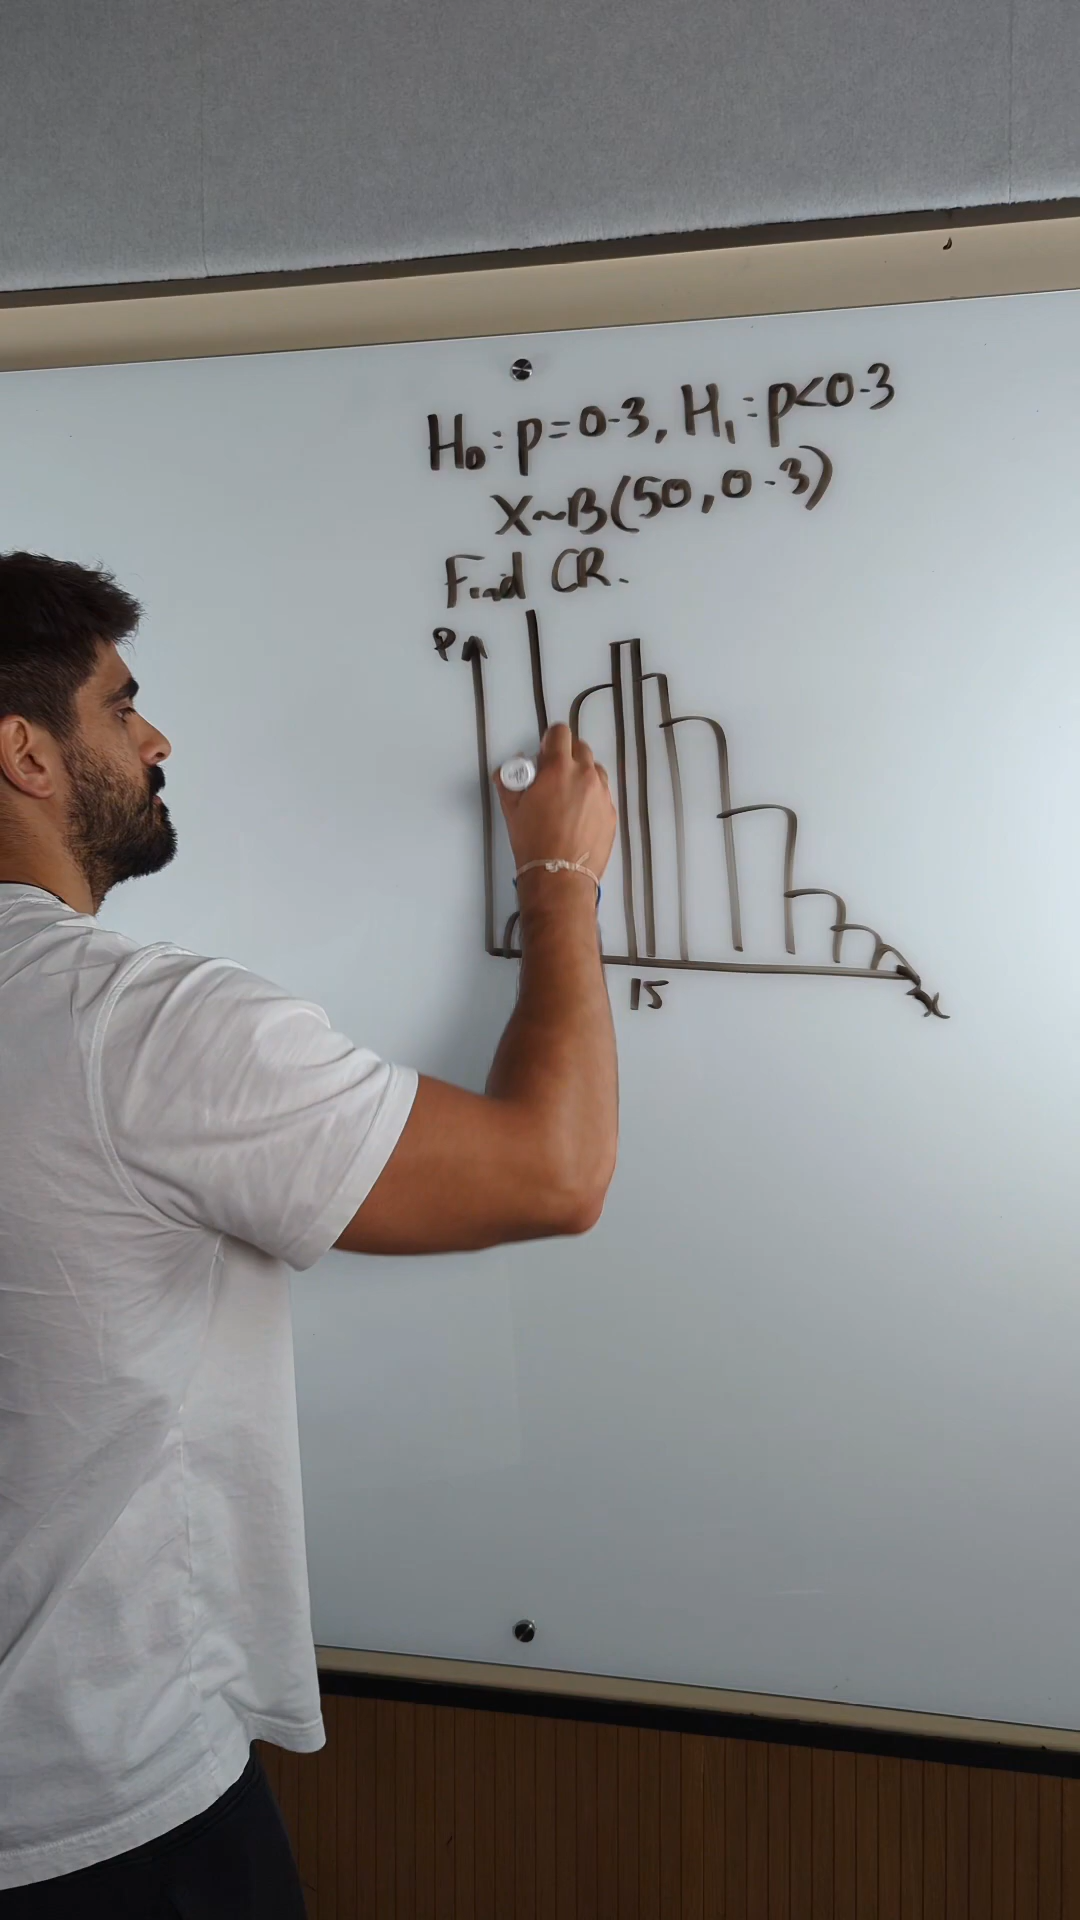 H₀: p=0.3, H₁: p<0.3
X~B(50, 0.3)
Find CR.
P
15
x